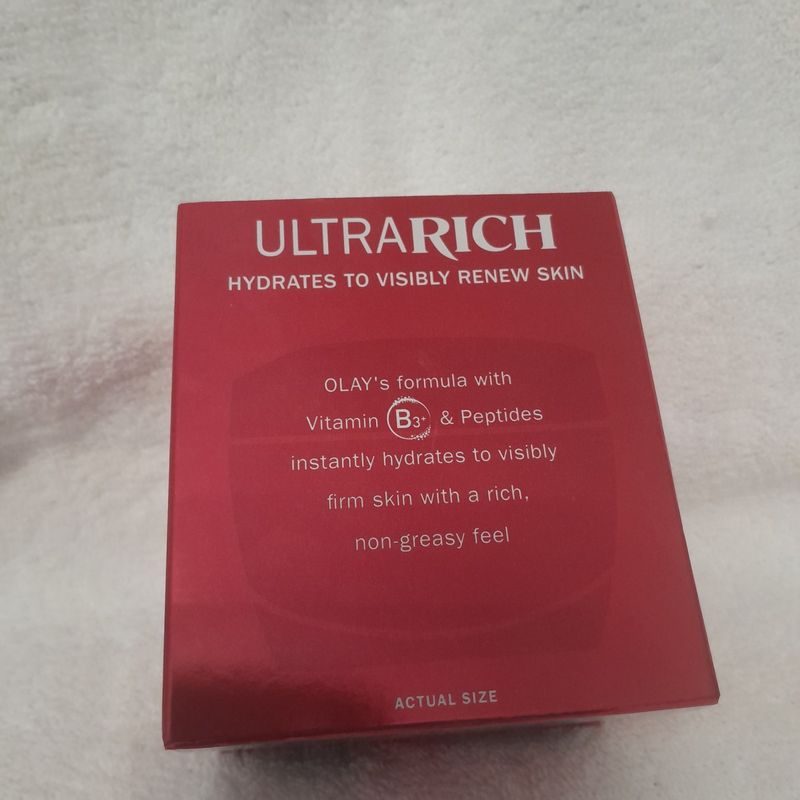 ULTRARICH
HYDRATES TO VISIBLY RENEW SKIN
OLAY's formula with
Vitamin B3+ & Peptides
instantly hydrates to visibly
firm skin with a rich,
non-greasy feel
ACTUAL SIZE